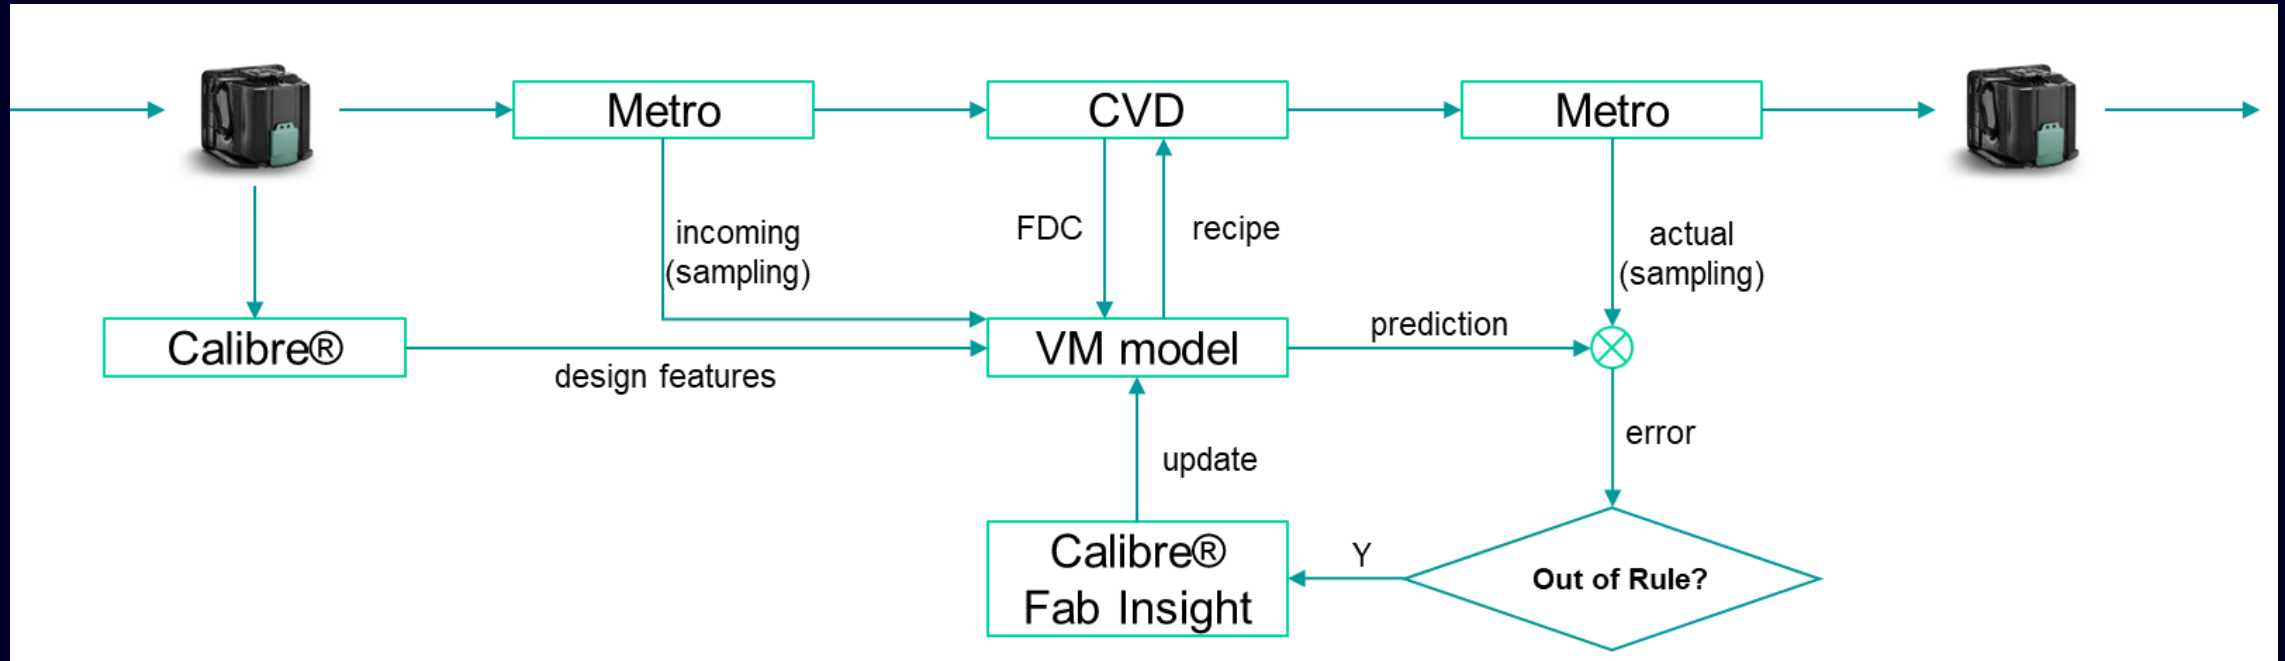 Metro
CVD
Metro
incoming
(sampling)
FDC
recipe
actual
(sampling)
Calibre®
design features
VM model
prediction
update
error
Calibre®
Fab Insight
Y
Out of Rule?